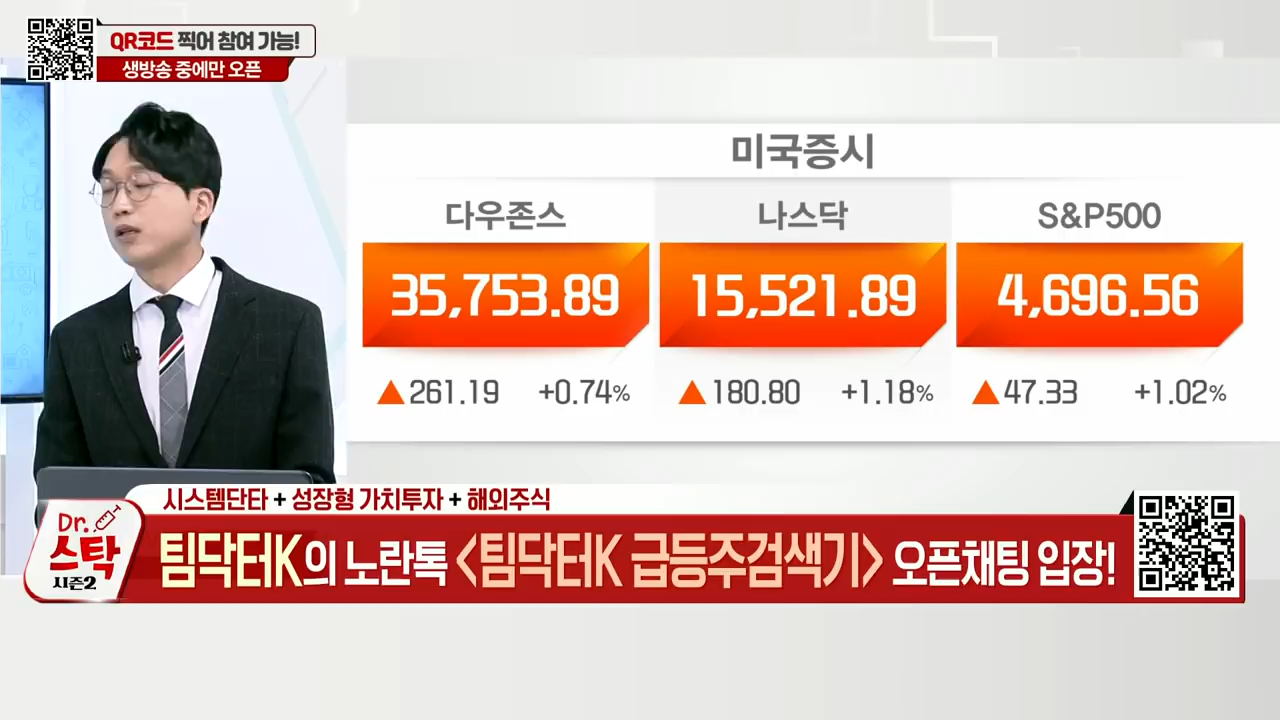 QR코드 찍어 참여 가능!
생방송 중에만 오픈
미국증시
다우존스 나스닥 S&P500
35,753.89 15,521.89 4,696.56
▲261.19 +0.74% ▲180.80 +1.18% ▲47.33 +1.02%
시스템단타 + 성장형 가치투자 + 해외주식
Dr.
스탁
시즌2
팀닥터K의 노란톡 <팀닥터K 급등주검색기> 오픈채팅 입장!